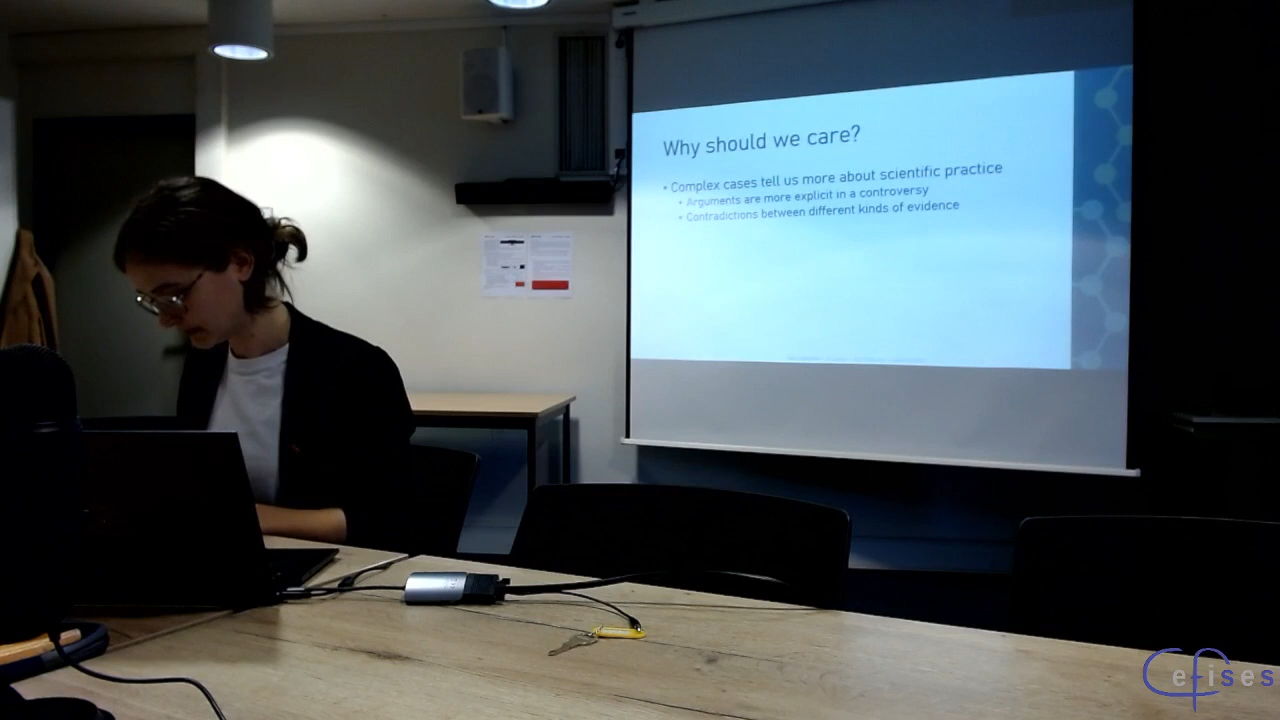 Why should we care?
• Complex cases tell us more about scientific practice
• Arguments are more explicit in a controversy
• Contradictions between different kinds of evidence
Cefises